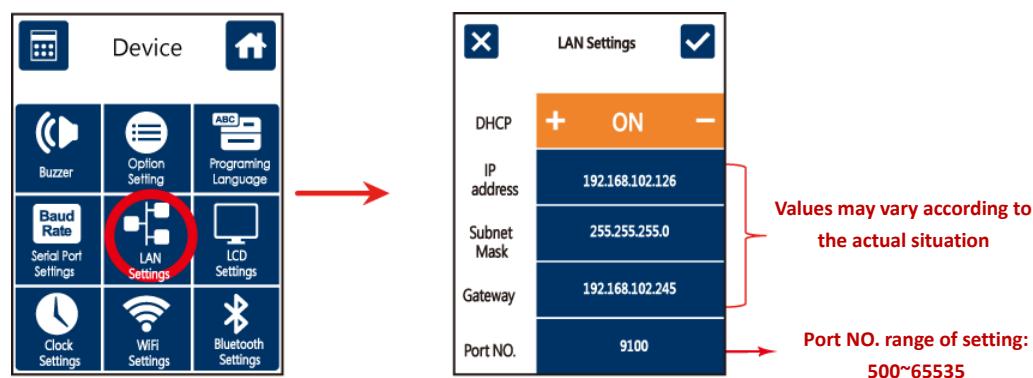 Device
Buzzer
Option
Setting
ABC
Programing
Language
Baud
Rate
Serial Port
Settings
LAN
Settings
LCD
Settings
Clock
Settings
WiFi
Settings
Bluetooth
Settings
LAN Settings
DHCP
+ ON −
IP
address
192.168.102.126
Subnet
Mask
255.255.255.0
Gateway
192.168.102.245
Port NO.
9100
Values may vary according to
the actual situation
Port NO. range of setting:
500~65535